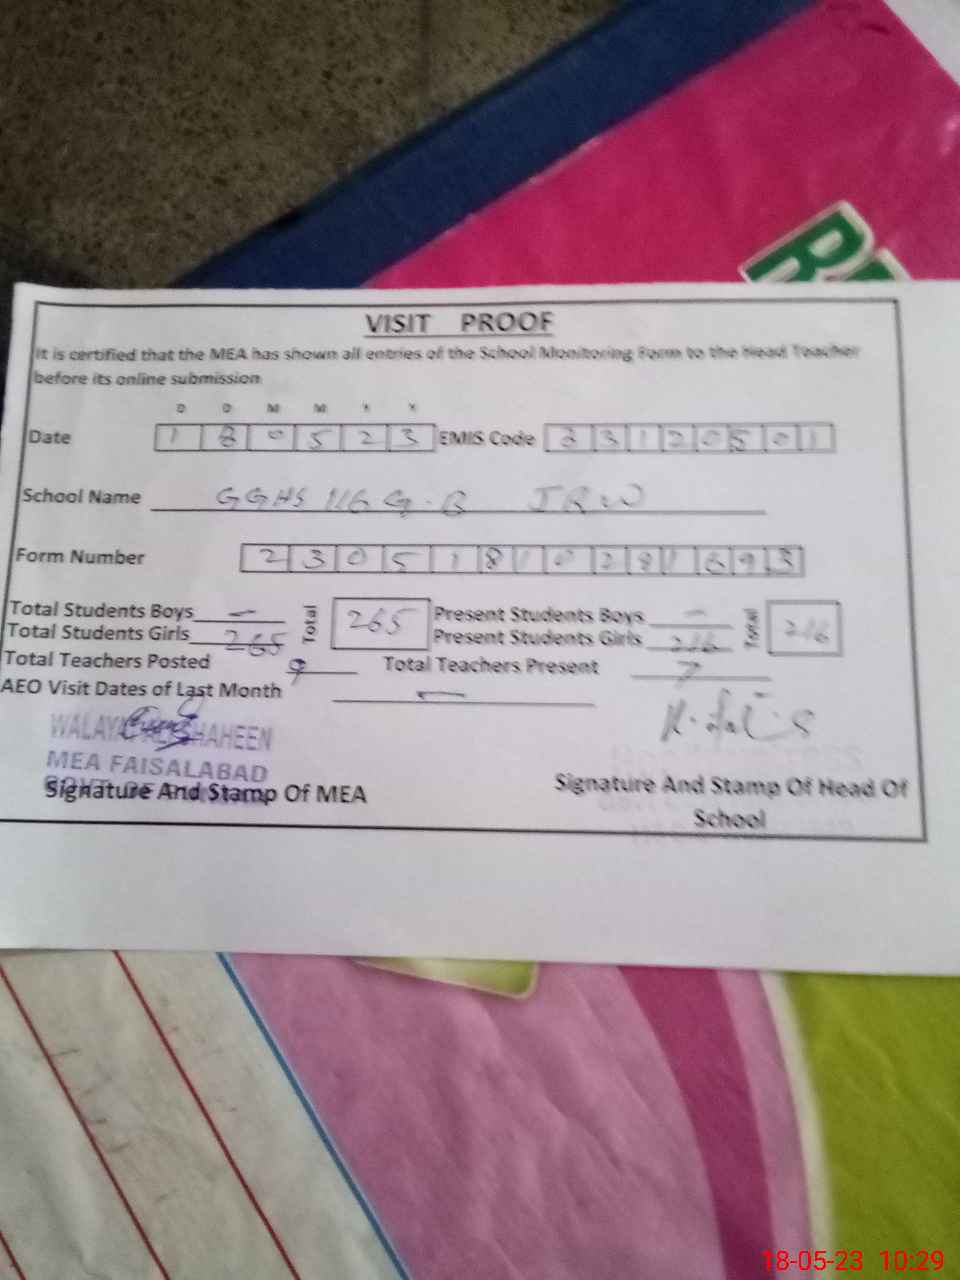 VISIT PROOF
It is certified that the MEA has shown all entries of the School Monitoring Form to the Head Teacher
before its online submission
D D M M Y Y
Date 1 8 0 5 2 3 EMIS Code 3 3 1 2 0 5 0 1
School Name GGHS 116 G.B JRW
Form Number 2 3 0 5 1 8 1 0 2 8 1 6 9 3
Total Students Boys — Total 265 Present Students Boys — Total 216
Total Students Girls 265 Present Students Girls 216
Total Teachers Posted 9 Total Teachers Present 7
AEO Visit Dates of Last Month —
WALAYAT ALI SHAHEEN
MEA FAISALABAD
Signature And Stamp Of MEA
Signature And Stamp Of Head Of
School
18-05-23 10:29